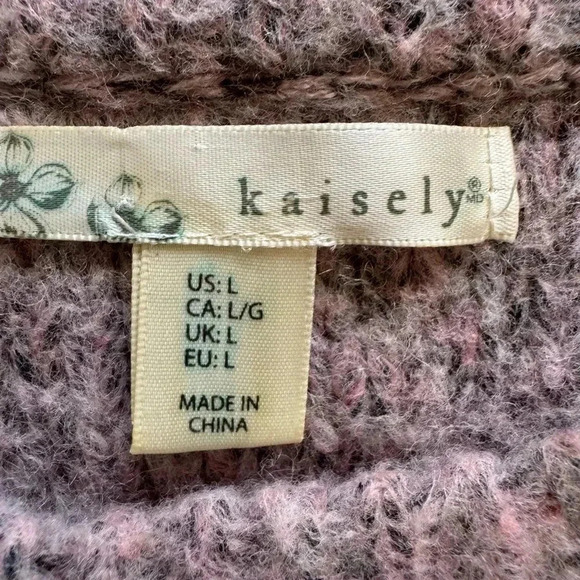 kaisely®
MD
US: L
CA: L/G
UK: L
EU: L
MADE IN
CHINA